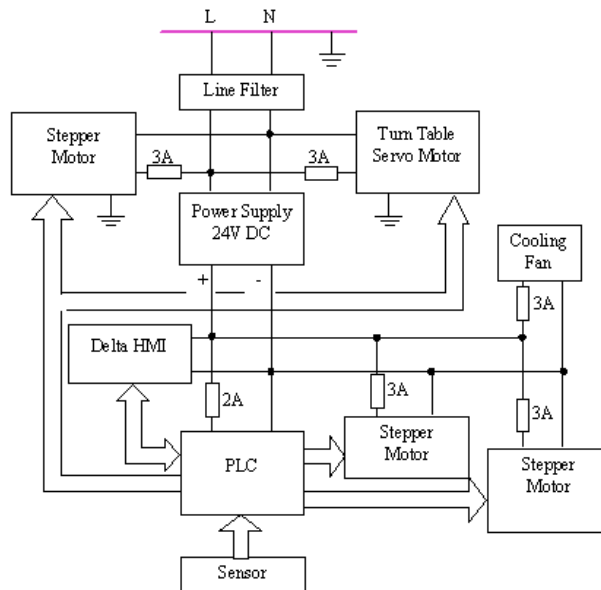 L N
Line Filter
Stepper
Motor
3A
3A
Turn Table
Servo Motor
Power Supply
24V DC
Cooling
Fan
+ -
3A
Delta HMI
2A
3A
3A
Stepper
Motor
PLC
Stepper
Motor
Sensor